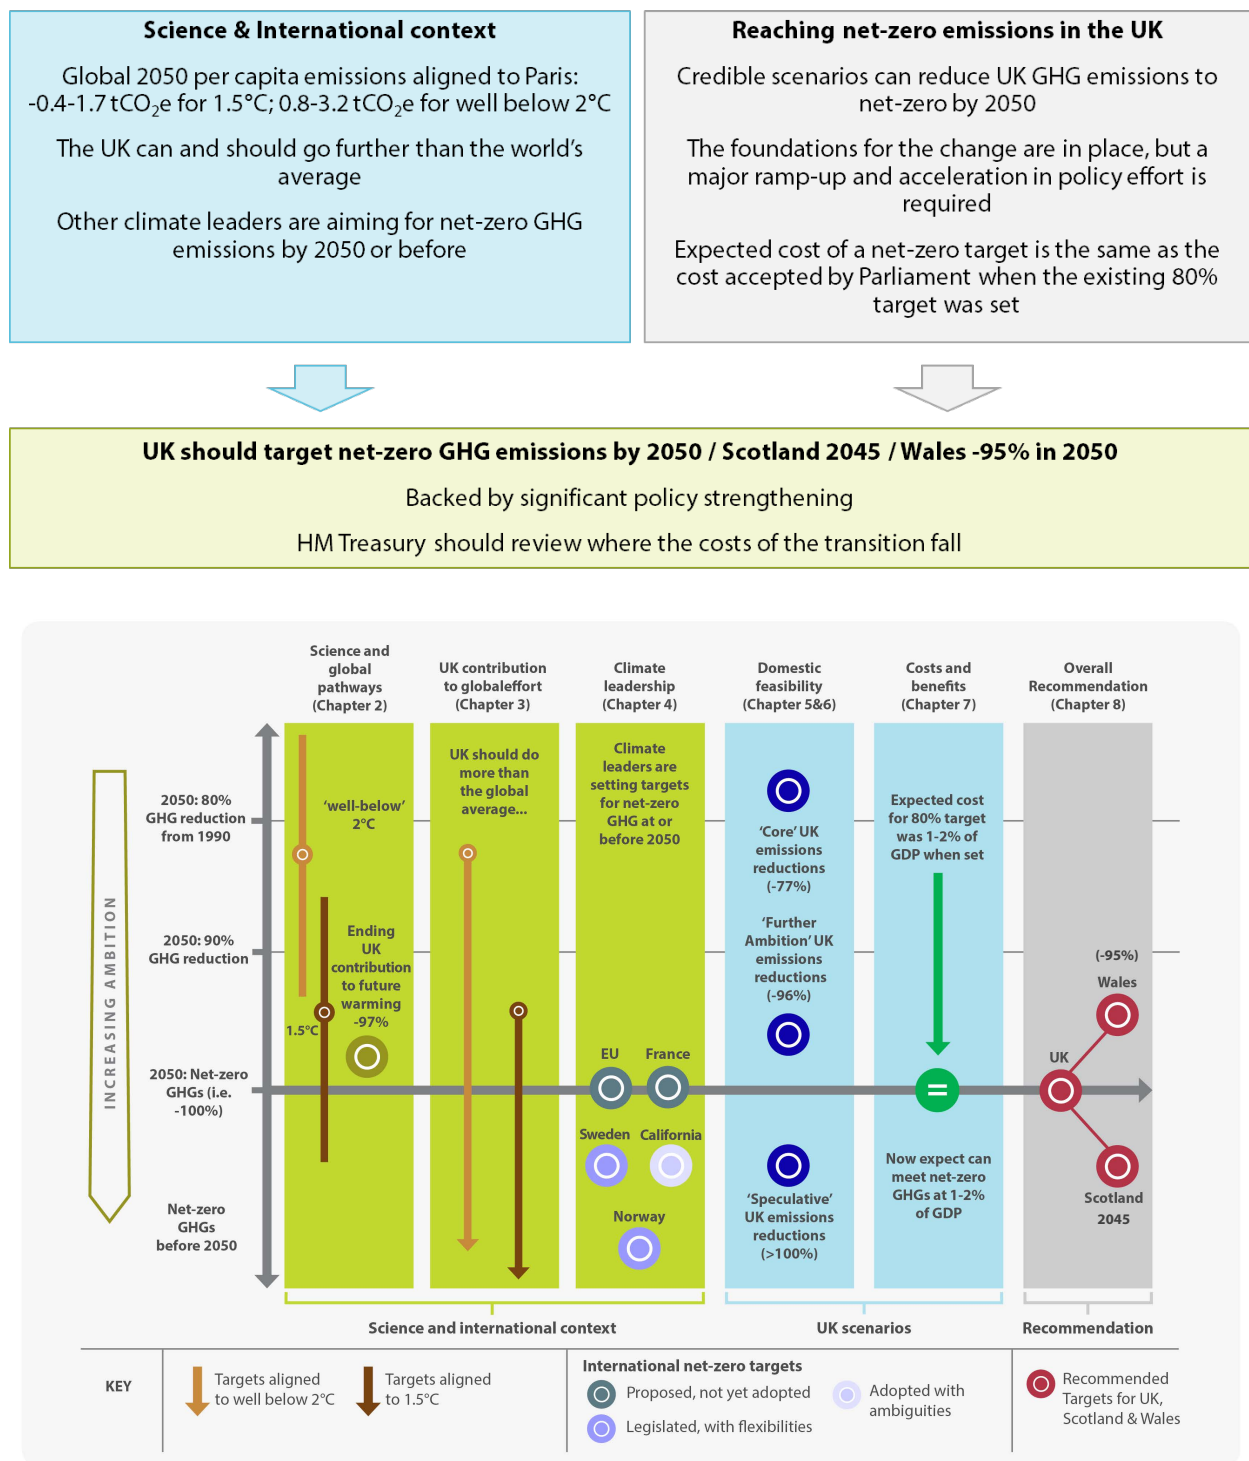 Science & International context
Global 2050 per capita emissions aligned to Paris:
-0.4-1.7 tCO₂e for 1.5°C; 0.8-3.2 tCO₂e for well below 2°C
The UK can and should go further than the world's
average
Other climate leaders are aiming for net-zero GHG
emissions by 2050 or before
Reaching net-zero emissions in the UK
Credible scenarios can reduce UK GHG emissions to
net-zero by 2050
The foundations for the change are in place, but a
major ramp-up and acceleration in policy effort is
required
Expected cost of a net-zero target is the same as the
cost accepted by Parliament when the existing 80%
target was set
UK should target net-zero GHG emissions by 2050 / Scotland 2045 / Wales -95% in 2050
Backed by significant policy strengthening
HM Treasury should review where the costs of the transition fall
Science and
global
pathways
(Chapter 2)
UK contribution
to globaleffort
(Chapter 3)
Climate
leadership
(Chapter 4)
Domestic
feasibility
(Chapter 5&6)
Costs and
benefits
(Chapter 7)
Overall
Recommendation
(Chapter 8)
INCREASING AMBITION
2050: 80%
GHG reduction
from 1990
2050: 90%
GHG reduction
2050: Net-zero
GHGs (i.e.
-100%)
Net-zero
GHGs
before 2050
'well-below'
2°C
Ending
UK
contribution
to future
warming
-97%
1.5°C
UK should do
more than
the global
average...
Climate
leaders are
setting targets
for net-zero
GHG at or
before 2050
EU
France
Sweden
California
Norway
'Core' UK
emissions
reductions
(-77%)
'Further
Ambition' UK
emissions
reductions
(-96%)
'Speculative'
UK emissions
reductions
(>100%)
Expected cost
for 80% target
was 1-2% of
GDP when set
=
Now expect can
meet net-zero
GHGs at 1-2%
of GDP
(-95%)
Wales
UK
Scotland
2045
Science and international context
UK scenarios
Recommendation
KEY
Targets aligned
to well below 2°C
Targets aligned
to 1.5°C
International net-zero targets
Proposed, not yet adopted
Legislated, with flexibilities
Adopted with
ambiguities
Recommended
Targets for UK,
Scotland & Wales